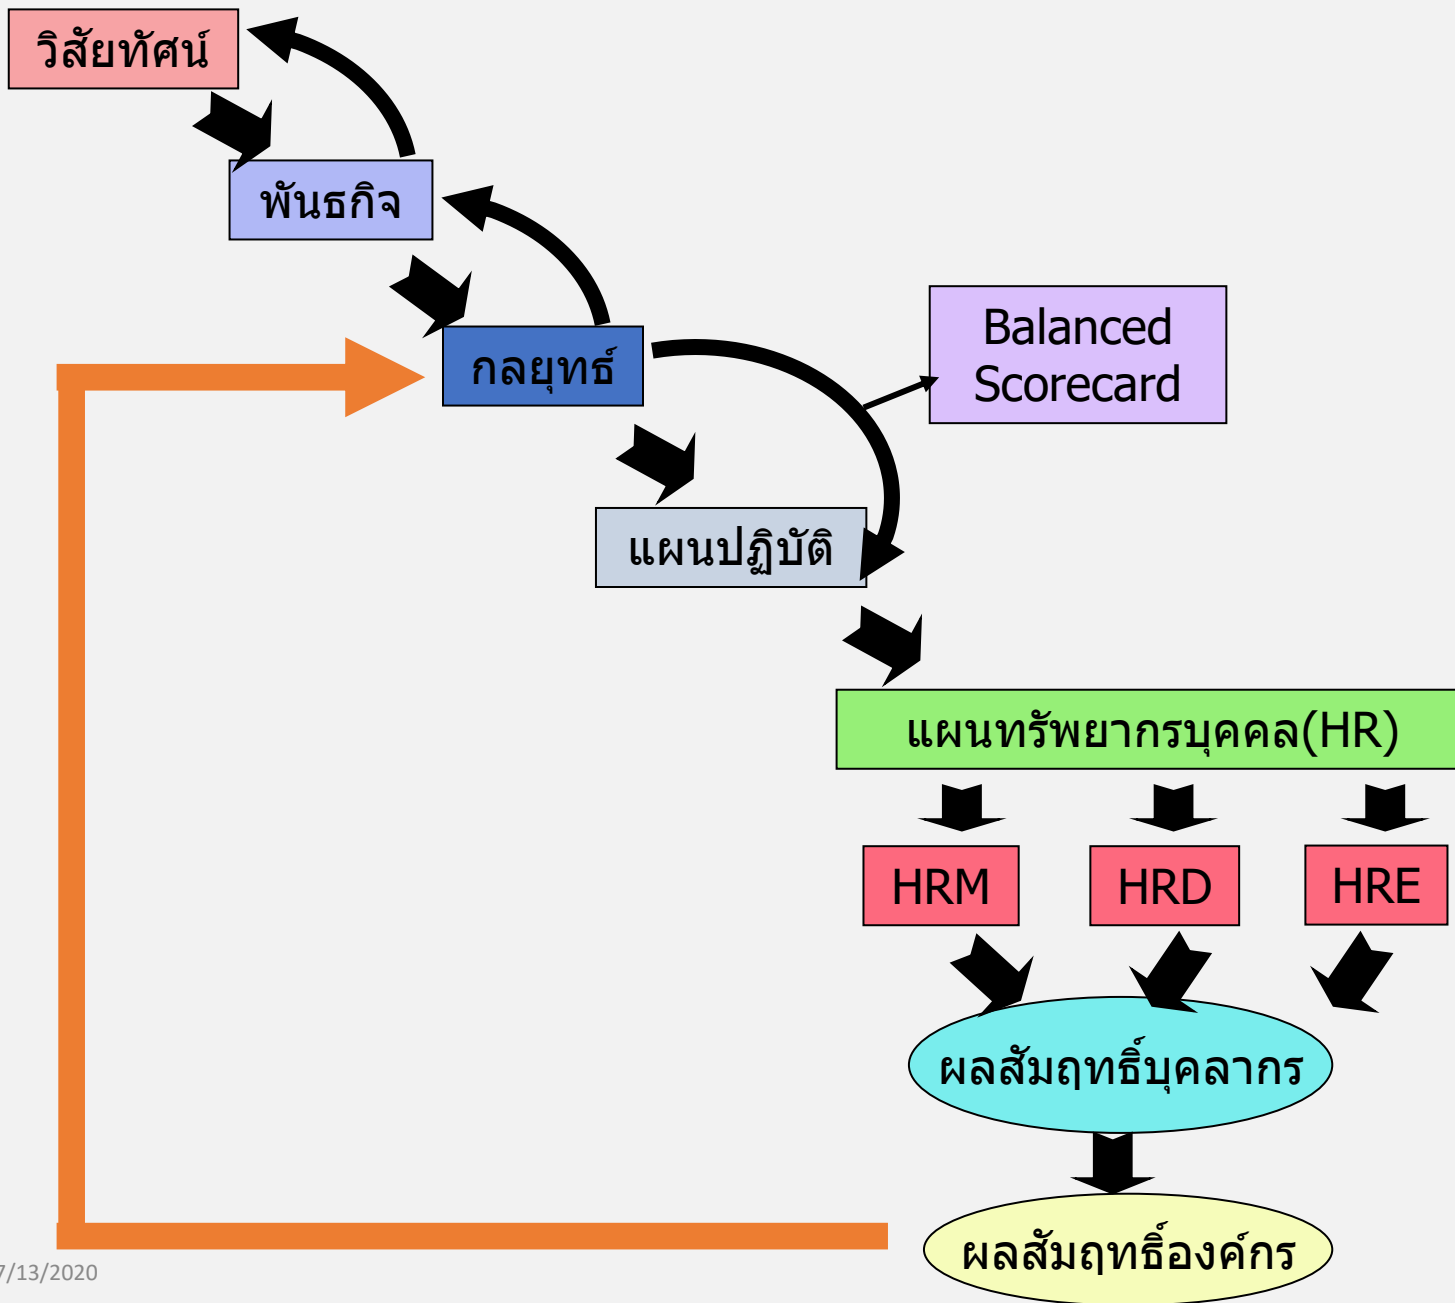 วิสัยทัศน์
พันธกิจ
กลยุทธ์
Balanced
Scorecard
แผนปฏิบัติ
แผนทรัพยากรบุคคล(HR)
HRM
HRD
HRE
ผลสัมฤทธิ์บุคลากร
ผลสัมฤทธิ์องค์กร
7/13/2020